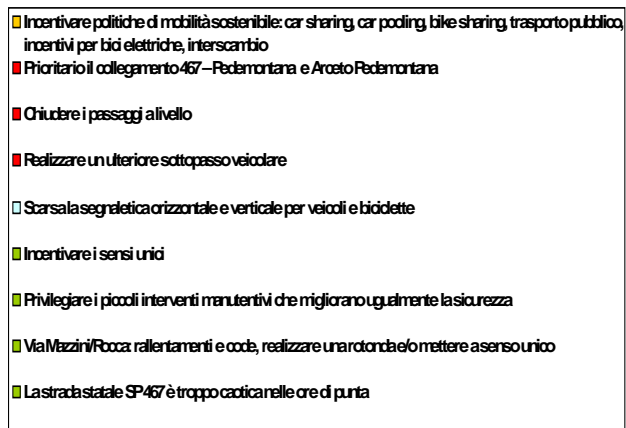 Incentivare politiche di mobilità sostenibile: car sharing, car pooling, bike sharing, trasporto pubblico,
incentivi per bici elettriche, interscambio
Prioritario il collegamento 467 – Pedemontana e Arceto Pedemontana
Chiudere i passaggi a livello
Realizzare un ulteriore sottopasso veicolare
Scarsa la segnaletica orizzontale e verticale per veicoli e biciclette
Incentivare i sensi unici
Privilegiare i piccoli interventi manutentivi che migliorano ugualmente la sicurezza
Via Mazzini/Rocca: rallentamenti e code, realizzare una rotonda e/o mettere a senso unico
La strada statale SP 467 è troppo caotica nelle ore di punta